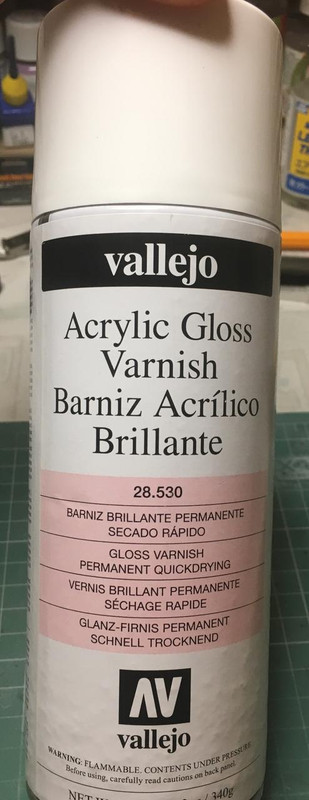 vallejo
Acrylic Gloss
Varnish
Barniz Acrílico
Brillante
28.530
BARNIZ BRILLANTE PERMANENTE
SECADO RÁPIDO
GLOSS VARNISH
PERMANENT QUICKDRYING
VERNIS BRILLANT PERMANENTE
SÉCHAGE RAPIDE
GLANZ-FIRNIS PERMANENT
SCHNELL TROCKNEND
AV
vallejo
WARNING: FLAMMABLE. CONTENTS UNDER PRESSURE.
Before using, carefully read cautions on back panel.
340g